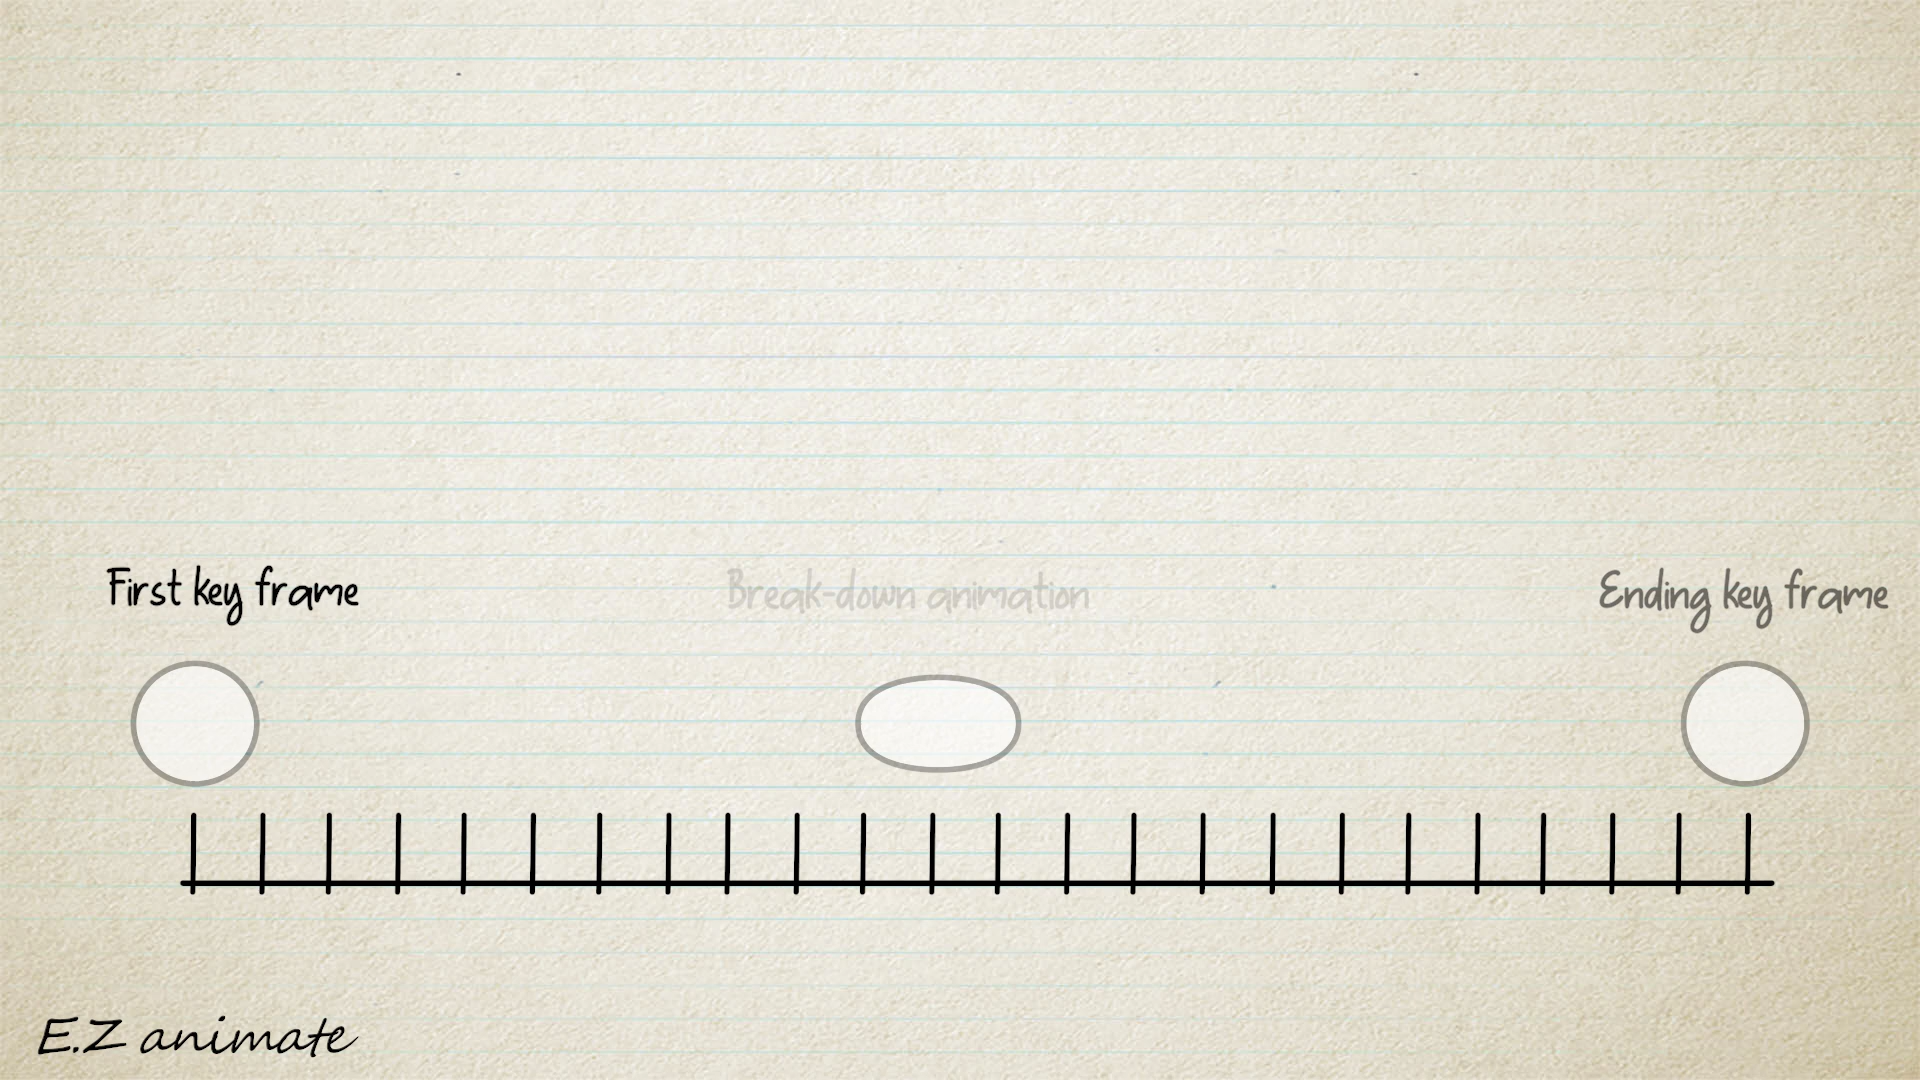 First key frame
Break-down animation
Ending key frame
E.Z animate